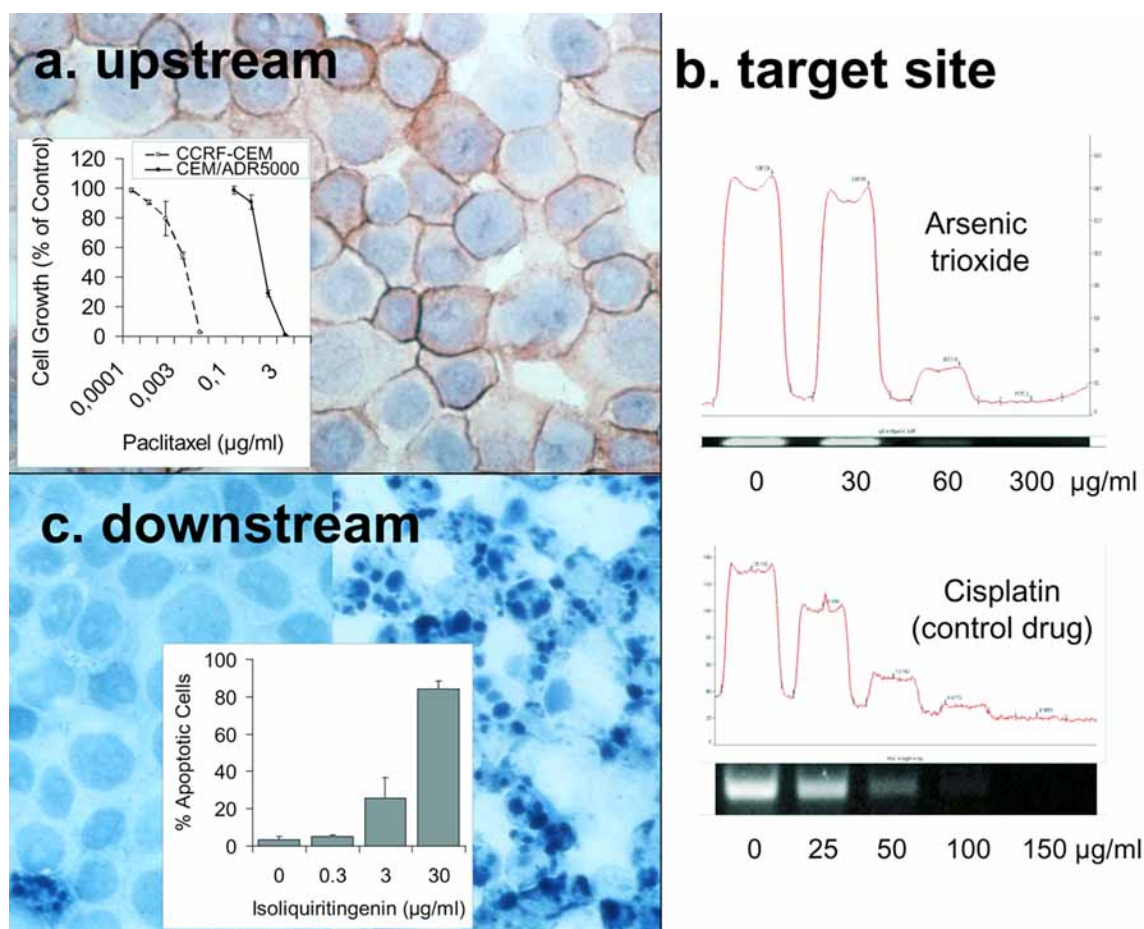 a. upstream
Cell Growth (% of Control)
120
100
80
60
40
20
0
CCRF-CEM
CEM/ADR5000
0,0001
0,003
0,1
3
Paclitaxel (µg/ml)
b. target site
Arsenic
trioxide
0 30 60 300 µg/ml
Cisplatin
(control drug)
0 25 50 100 150 µg/ml
c. downstream
% Apoptotic Cells
100
80
60
40
20
0
0 0.3 3 30
Isoliquiritingenin (µg/ml)